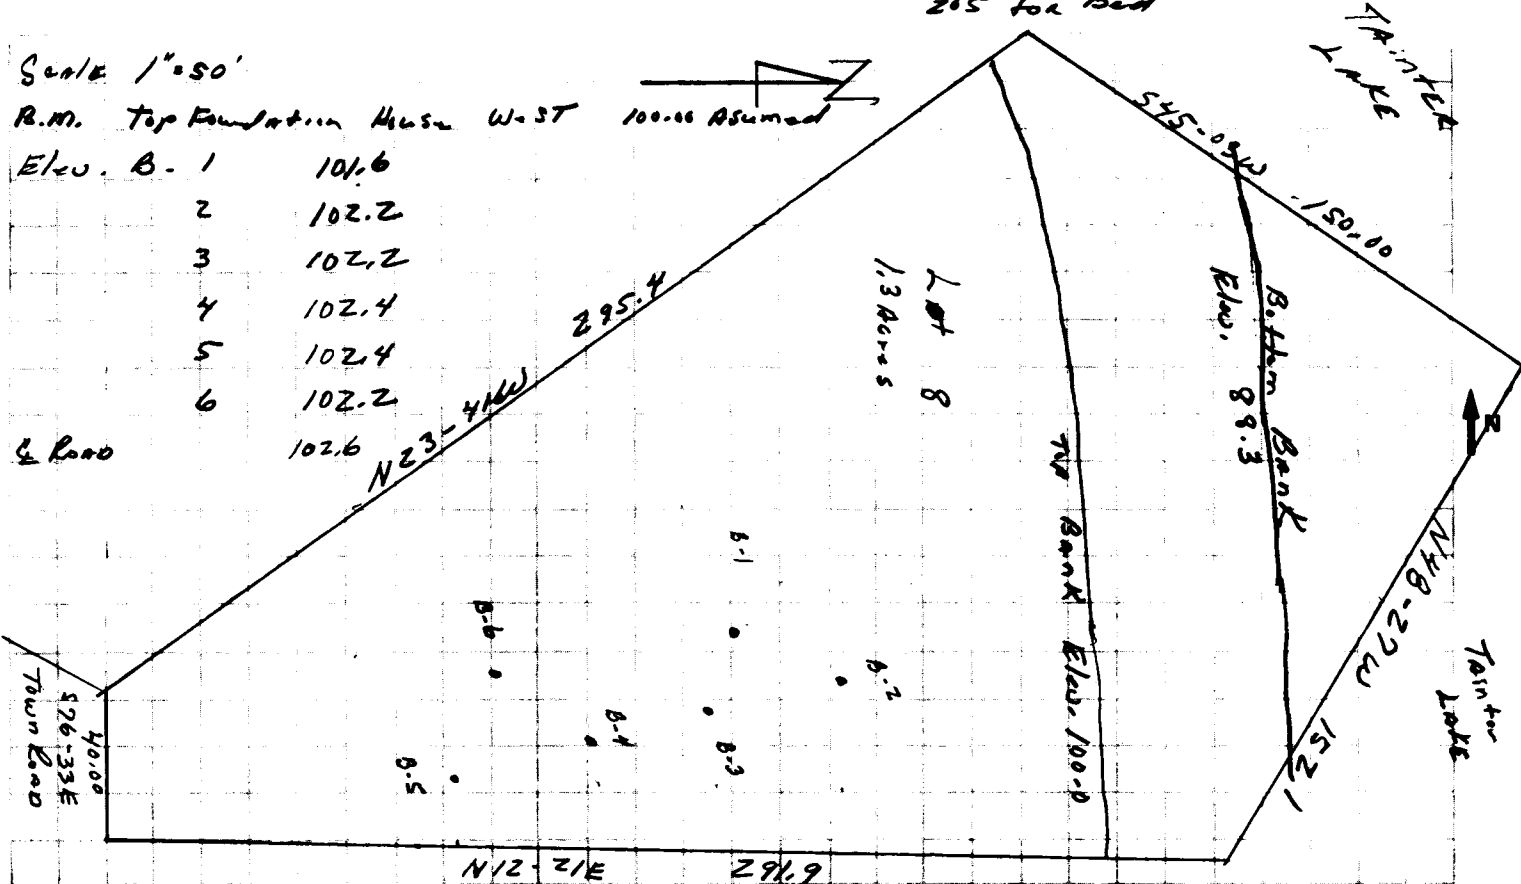 205 for Bed
Scale 1"=50'
B.M. Top Foundation House West 100.00 Asumed
Elev. B-1 101.6
2 102.2
3 102.2
4 102.4
5 102.4
6 102.2
℄ Road 102.6
N
Tainter
Lake
S45-03W -150.00
295.4
N23-41W
Lot 8
1.3 Acres
Top Bank Elev. 100.0
Bottom Bank
Elev. 88.3
N
N48-27W
152
Tainter
Lake
B-1
B-2
B-3
B-4
B-5
B-6
40.00
S26-33E
Town Road
N12-21E 291.9